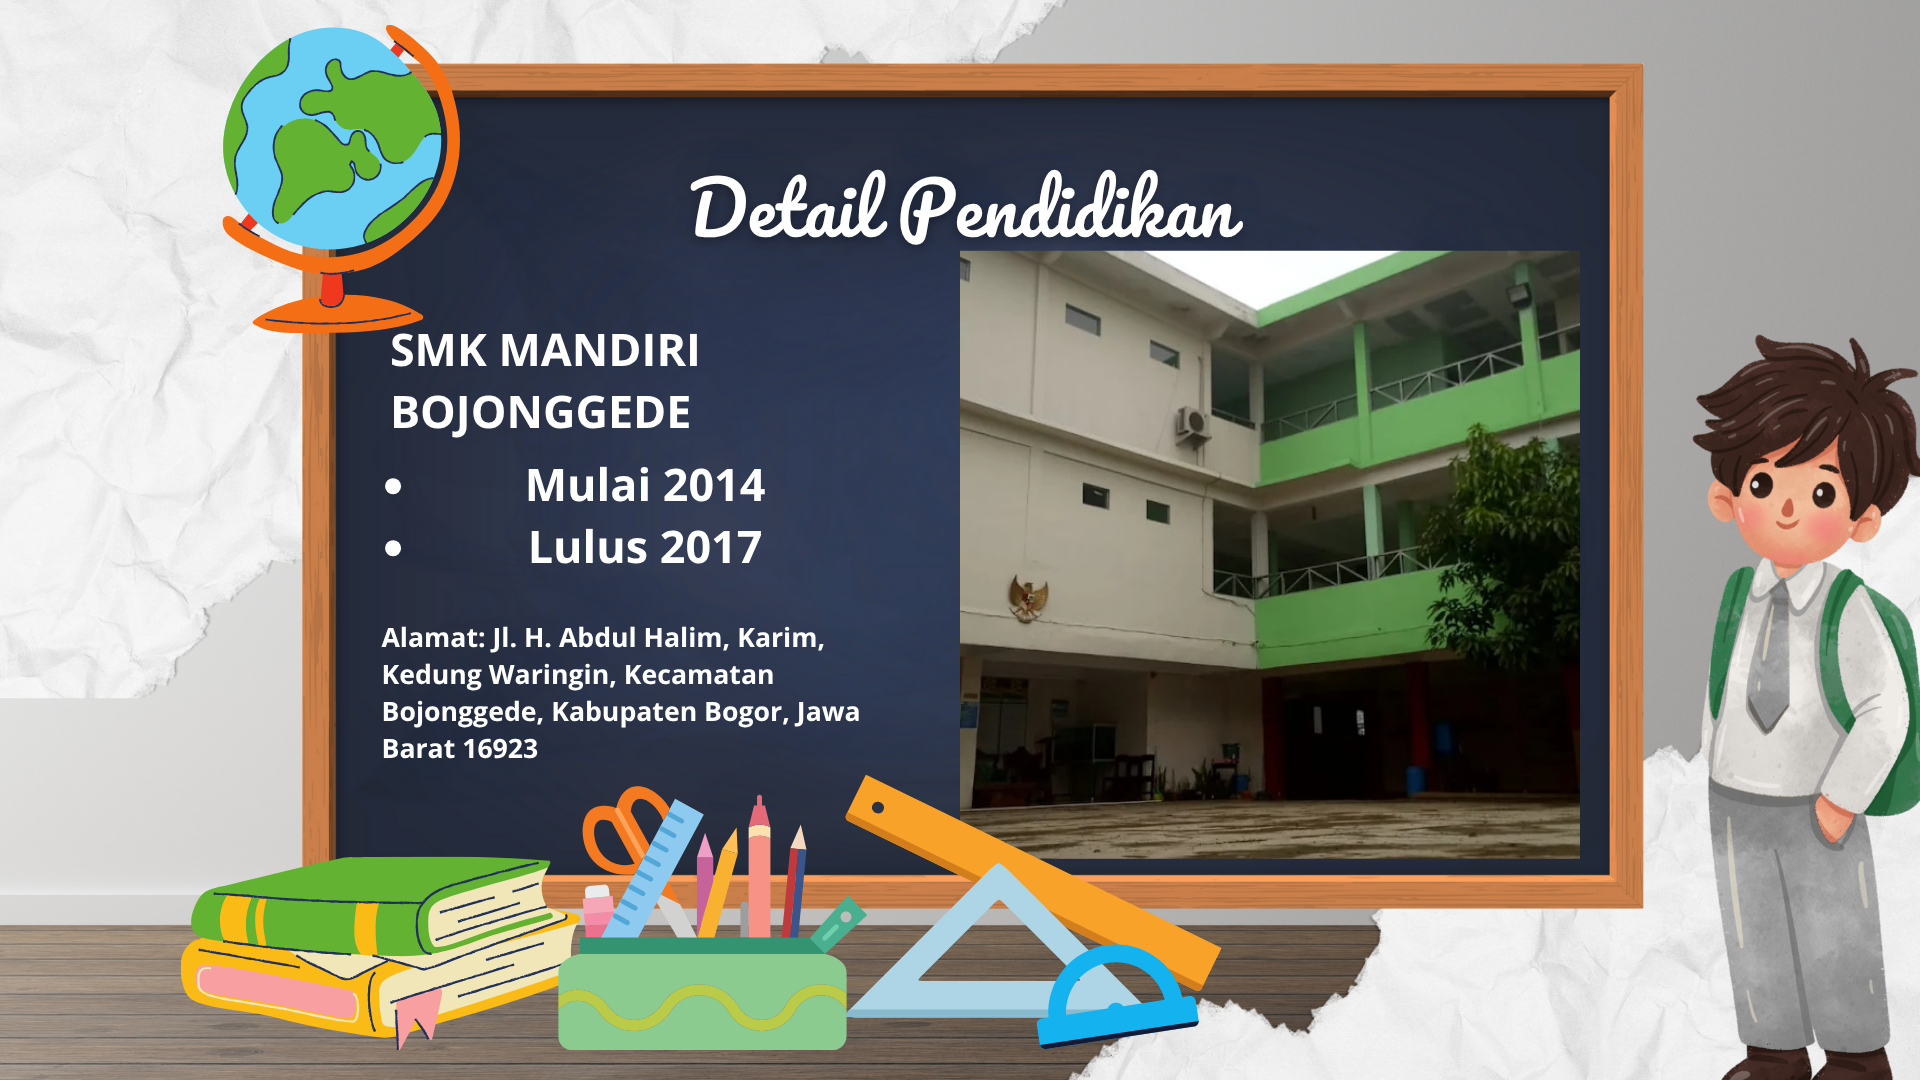 Detail Pendidikan
SMK MANDIRI
BOJONGGEDE
• Mulai 2014
• Lulus 2017
Alamat: Jl. H. Abdul Halim, Karim,
Kedung Waringin, Kecamatan
Bojonggede, Kabupaten Bogor, Jawa
Barat 16923